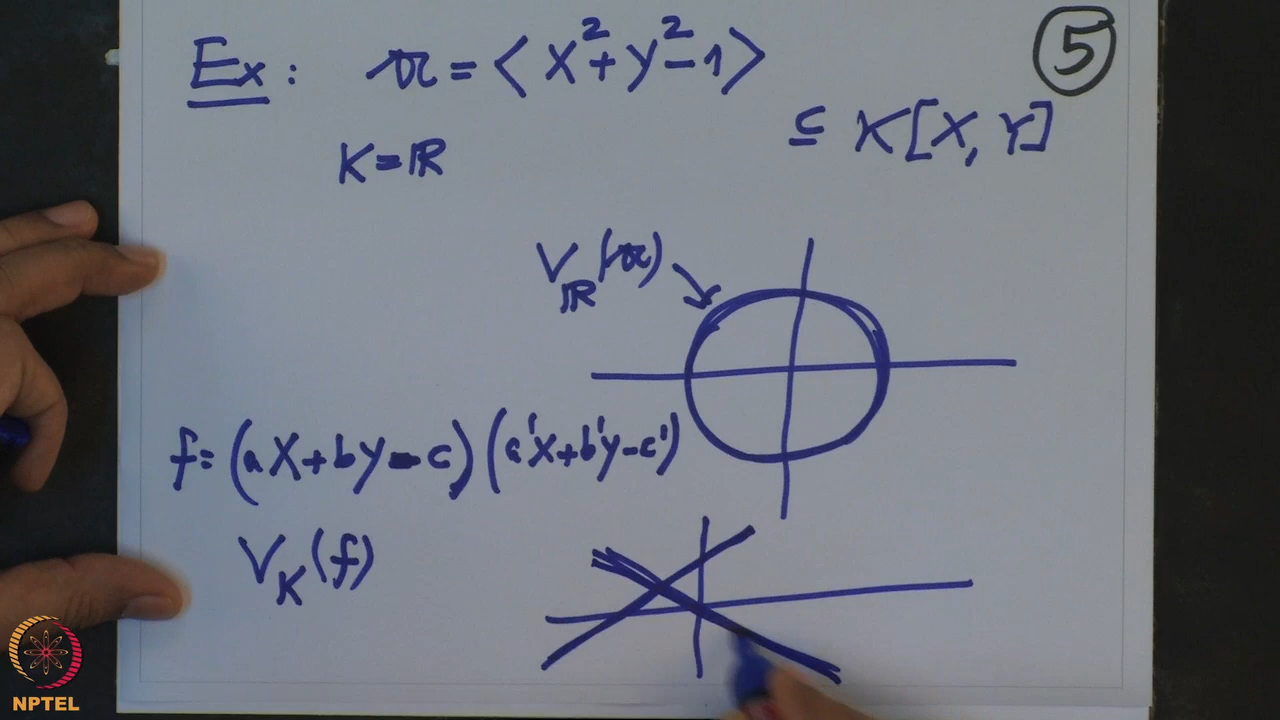 Ex: 𝔞 = ⟨X²+Y²-1⟩
⑤
⊆ K[X, Y]
K=ℝ
V_ℝ(𝔞)
f=(aX+bY-c)(a'X+b'Y-c')
V_K(f)
NPTEL